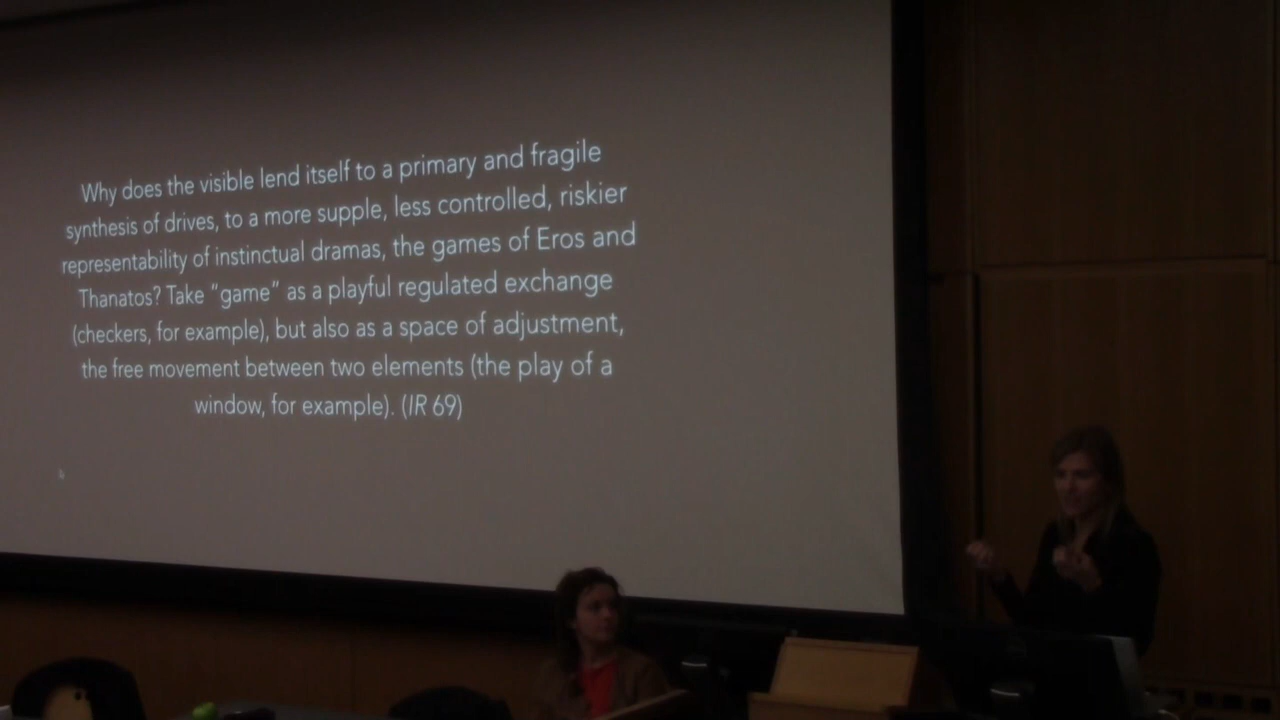 Why does the visible lend itself to a primary and fragile
synthesis of drives, to a more supple, less controlled, riskier
representability of instinctual dramas, the games of Eros and
Thanatos? Take “game” as a playful regulated exchange
(checkers, for example), but also as a space of adjustment,
the free movement between two elements (the play of a
window, for example). (IR 69)